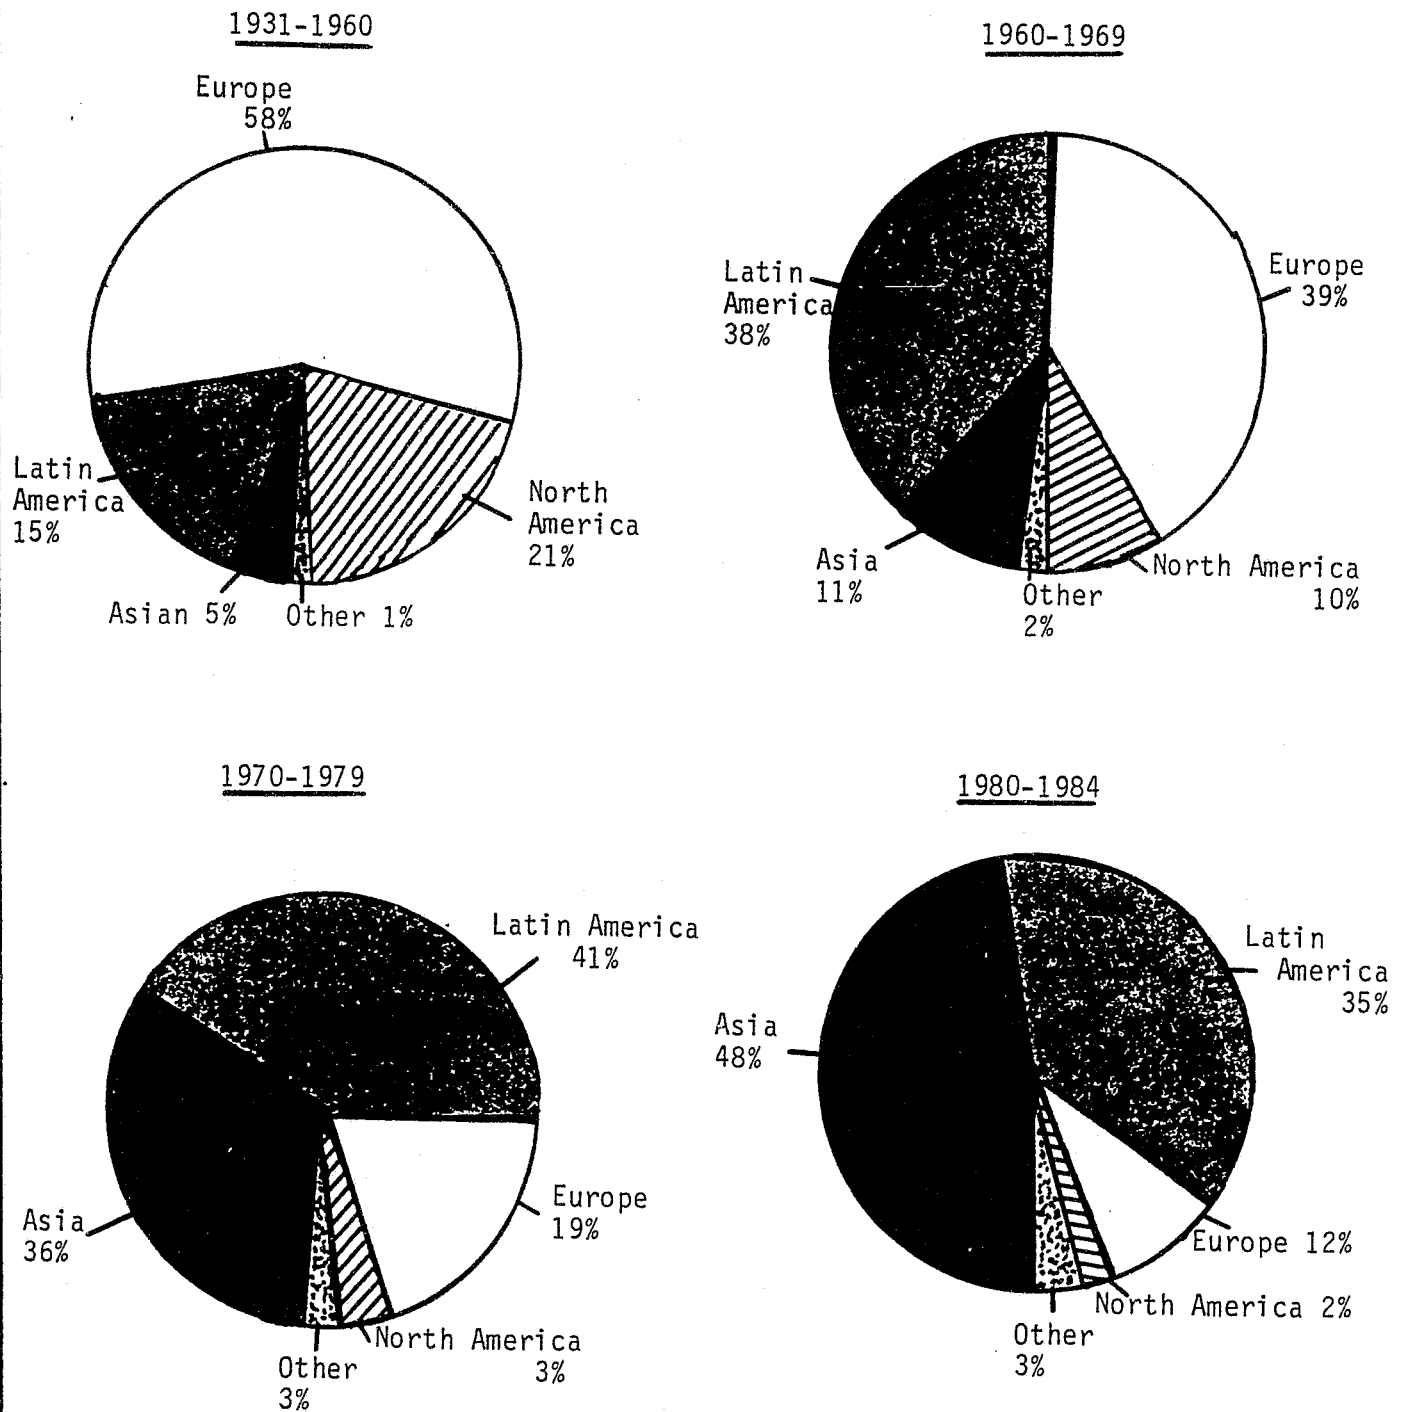 1931-1960
Europe
58%
Latin
America
15%
North
America
21%
Asian 5%
Other 1%
1960-1969
Latin
America
38%
Europe
39%
Asia
11%
Other
2%
North America
10%
1970-1979
Latin America
41%
Asia
36%
Europe
19%
North America
3%
Other
3%
1980-1984
Latin
America
35%
Asia
48%
Europe 12%
North America 2%
Other
3%